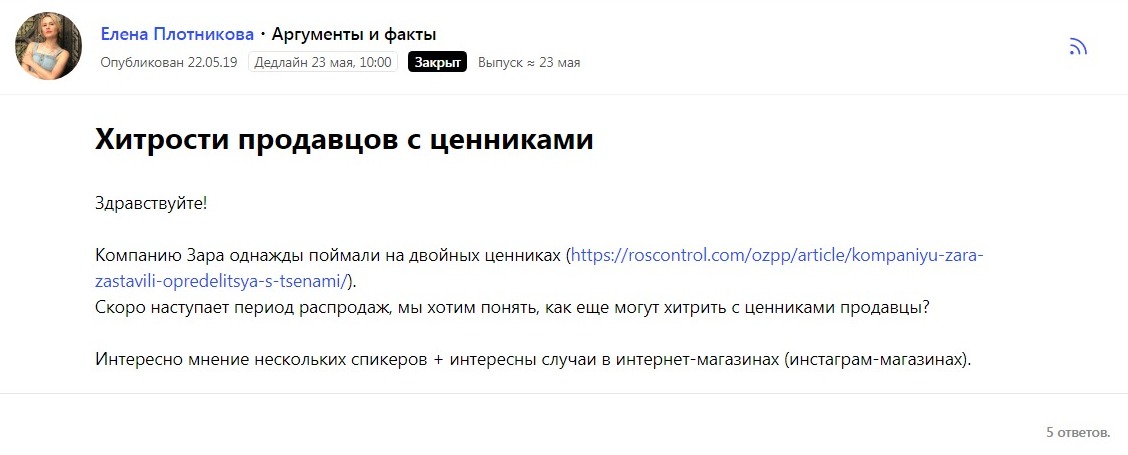 Елена Плотникова · Аргументы и факты
Опубликован 22.05.19 Дедлайн 23 мая, 10:00 Закрыт Выпуск ≈ 23 мая
Хитрости продавцов с ценниками
Здравствуйте!
Компанию Зара однажды поймали на двойных ценниках (https://roscontrol.com/ozpp/article/kompaniyu-zara-
zastavili-opredelitsya-s-tsenami/).
Скоро наступает период распродаж, мы хотим понять, как еще могут хитрить с ценниками продавцы?
Интересно мнение нескольких спикеров + интересны случаи в интернет-магазинах (инстаграм-магазинах).
5 ответов.